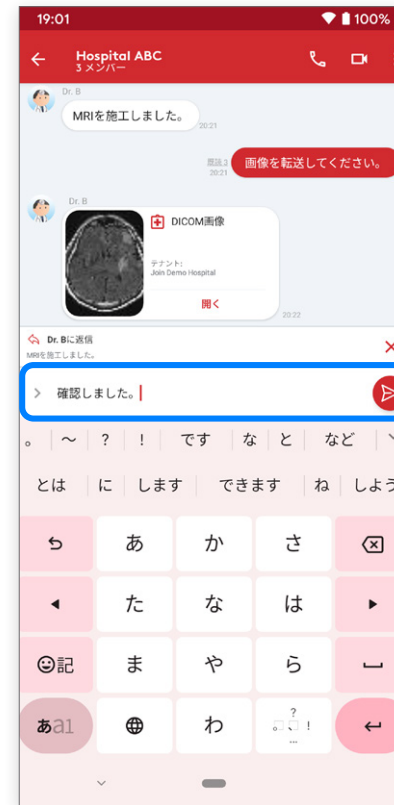 19:01
100%
Hospital ABC
3 メンバー
Dr. B
MRIを施工しました。
20:21
既読 3
20:21
画像を転送してください。
Dr. B
DICOM画像
テナント:
Join Demo Hospital
開く
20:22
Dr. Bに返信
MRIを施工しました。
確認しました。
。 ～ ? ! です な と など
とは に します できます ね しよう
あ か さ
た な は
記 ま や ら
あa1 わ 。、?!…